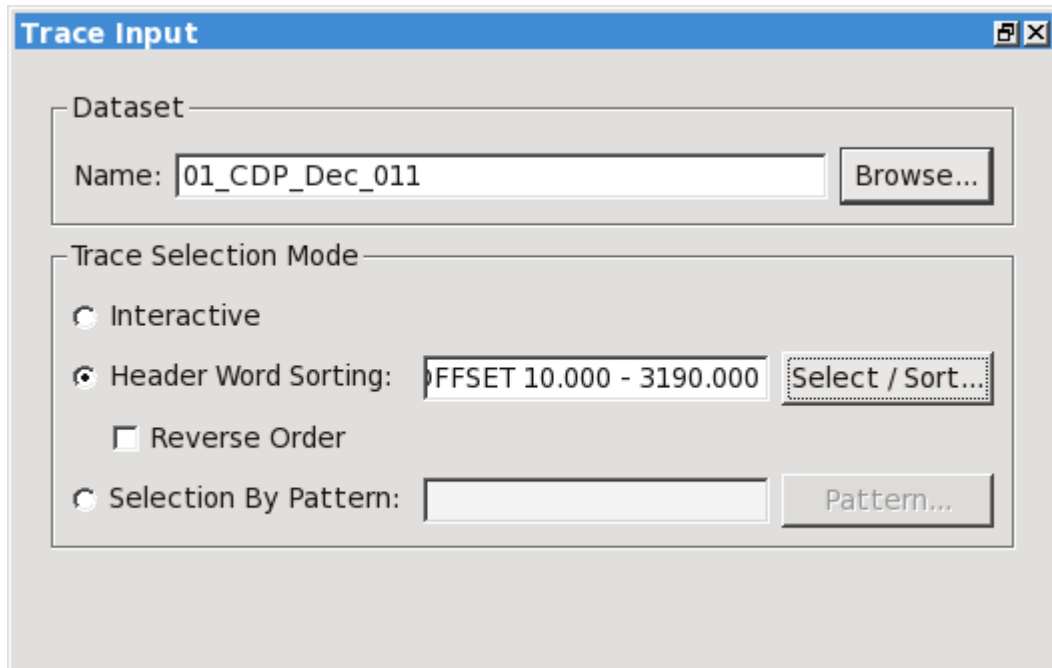 Trace Input
Dataset
Name: 01_CDP_Dec_011 Browse...
Trace Selection Mode
Interactive
Header Word Sorting: OFFSET 10.000 - 3190.000 Select / Sort...
Reverse Order
Selection By Pattern: Pattern...